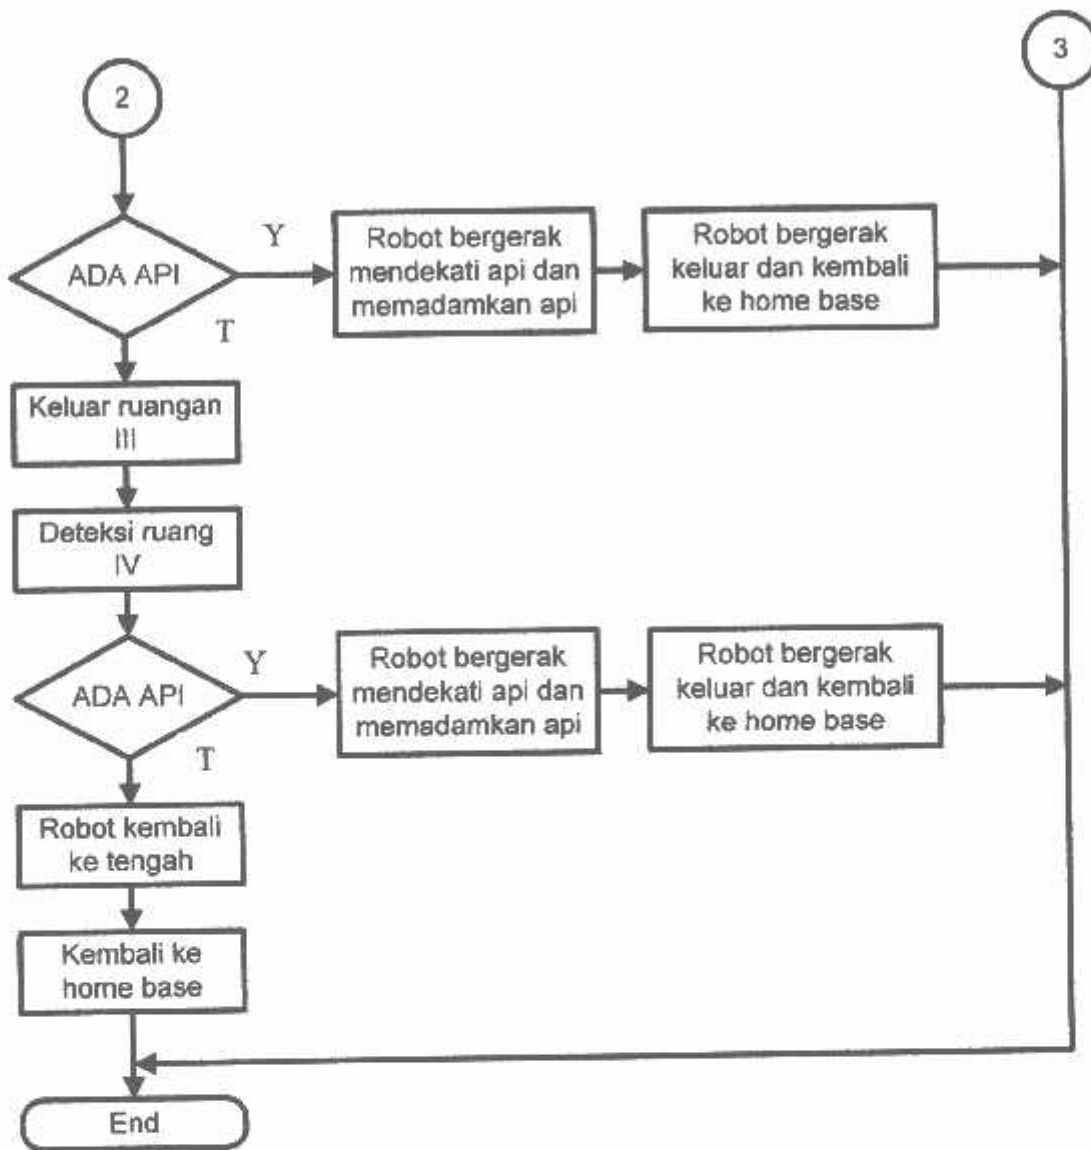 3
2
ADA API
Y
Robot bergerak
mendekati api dan
memadamkan api
Robot bergerak
keluar dan kembali
ke home base
T
Keluar ruangan
III
Deteksi ruang
IV
ADA API
Y
Robot bergerak
mendekati api dan
memadamkan api
Robot bergerak
keluar dan kembali
ke home base
T
Robot kembali
ke tengah
Kembali ke
home base
End